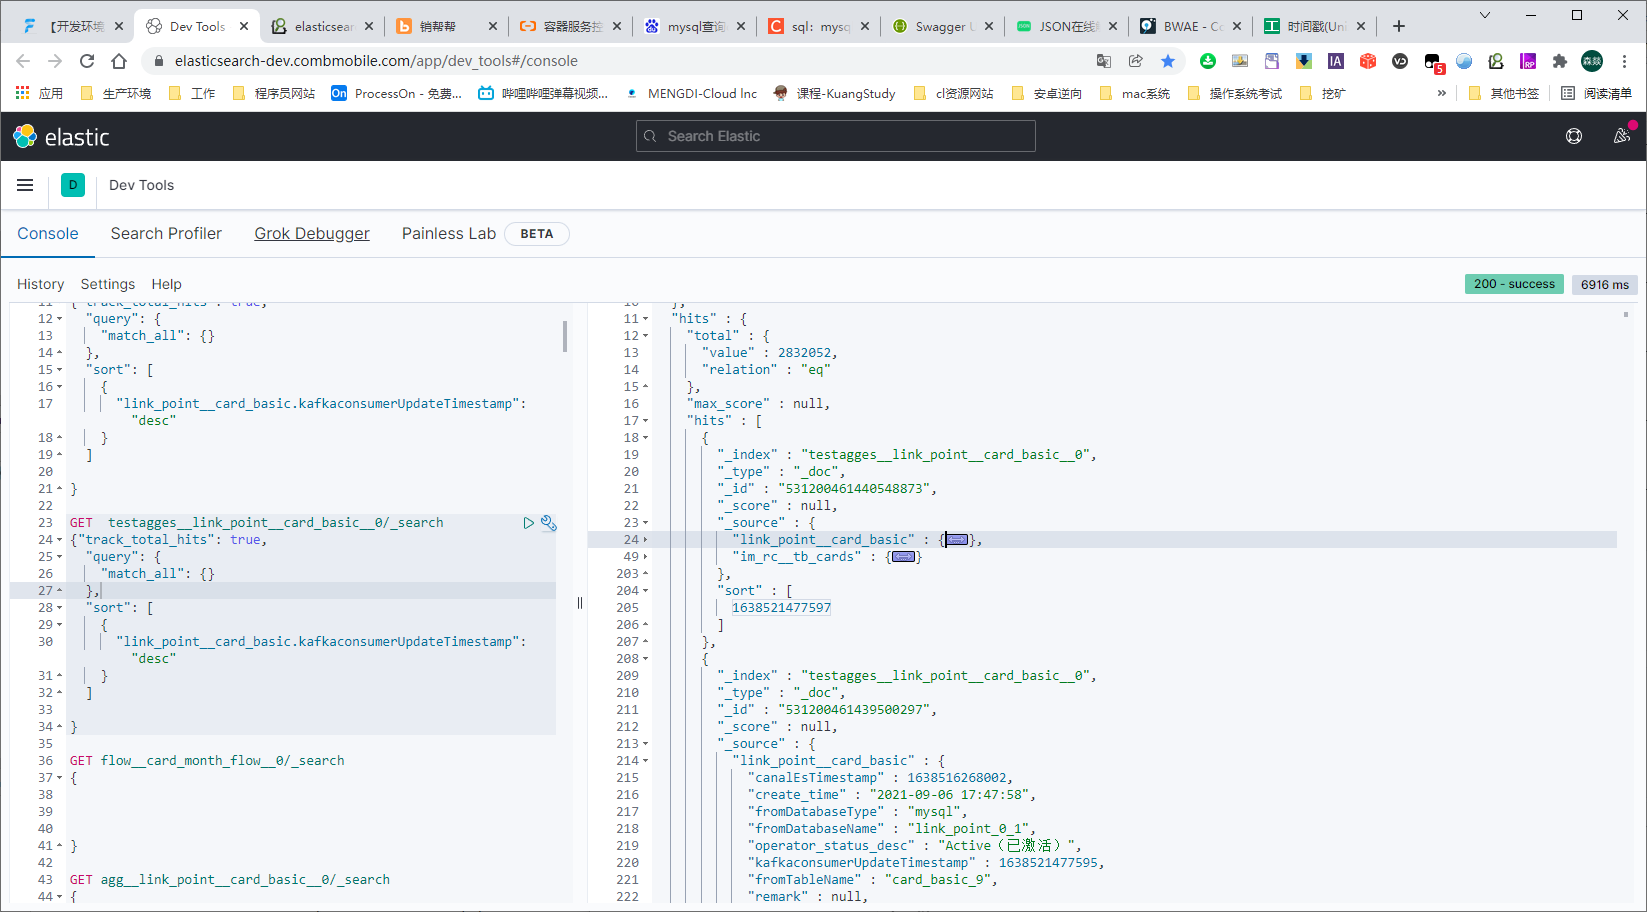 【开发环境
Dev Tools
elasticsear
销帮帮
容器服务控
mysql查询
sql: mysq
Swagger U
JSON在线
BWAE - Co
时间戳(Uni
elasticsearch-dev.combmobile.com/app/dev_tools#/console
5
森燚
应用
生产环境
工作
程序员网站
On
ProcessOn - 免费...
哔哩哔哩弹幕视频...
MENGDI-Cloud Inc
课程-KuangStudy
cl资源网站
安卓逆向
mac系统
操作系统考试
挖矿
»
其他书签
阅读清单
elastic
Search Elastic
D
Dev Tools
Console
Search Profiler
Grok Debugger
Painless Lab
BETA
History
Settings
Help
200 - success
6916 ms
11 {"track_total_hits": true,
12 "query": {
13 "match_all": {}
14 },
15 "sort": [
16 {
17 "link_point__card_basic.kafkaconsumerUpdateTimestamp":
"desc"
18 }
19 ]
20
21 }
22
23 GET  testagges__link_point__card_basic__0/_search
24 {"track_total_hits": true,
25 "query": {
26 "match_all": {}
27 },
28 "sort": [
29 {
30 "link_point__card_basic.kafkaconsumerUpdateTimestamp":
"desc"
31 }
32 ]
33
34 }
35
36 GET flow__card_month_flow__0/_search
37 {
38
39
40
41 }
42
43 GET agg__link_point__card_basic__0/_search
44 {
10 },
11 "hits" : {
12 "total" : {
13 "value" : 2832052,
14 "relation" : "eq"
15 },
16 "max_score" : null,
17 "hits" : [
18 {
19 "_index" : "testagges__link_point__card_basic__0",
20 "_type" : "_doc",
21 "_id" : "531200461440548873",
22 "_score" : null,
23 "_source" : {
24 "link_point__card_basic" : {},
49 "im_rc__tb_cards" : {}
203 },
204 "sort" : [
205 1638521477597
206 ]
207 },
208 {
209 "_index" : "testagges__link_point__card_basic__0",
210 "_type" : "_doc",
211 "_id" : "531200461439500297",
212 "_score" : null,
213 "_source" : {
214 "link_point__card_basic" : {
215 "canalEsTimestamp" : 1638516268002,
216 "create_time" : "2021-09-06 17:47:58",
217 "fromDatabaseType" : "mysql",
218 "fromDatabaseName" : "link_point_0_1",
219 "operator_status_desc" : "Active（已激活）",
220 "kafkaconsumerUpdateTimestamp" : 1638521477595,
221 "fromTableName" : "card_basic_9",
222 "remark" : null,